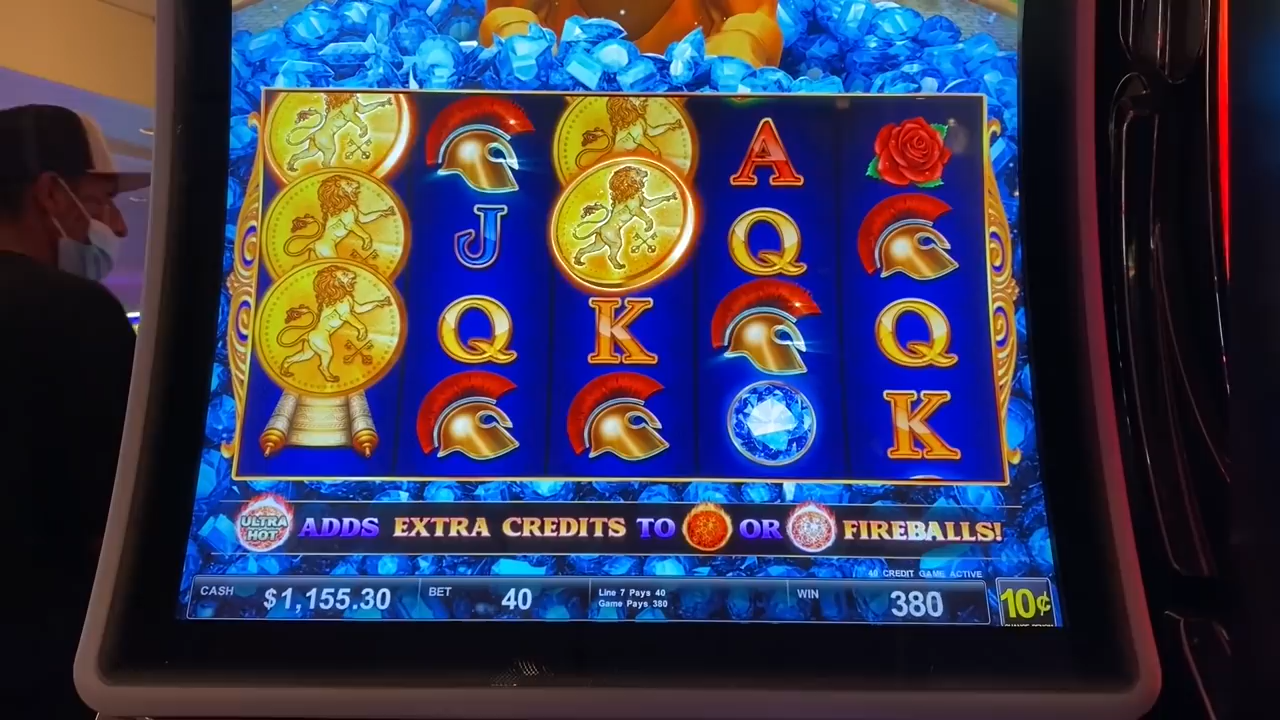 A
J
Q
Q
K
Q
K
ULTRA HOT ADDS EXTRA CREDITS TO OR FIREBALLS!
40 CREDIT GAME ACTIVE
CASH $1,155.30 BET 40 Line 7 Pays 40 WIN 380 10¢
Game Pays 380